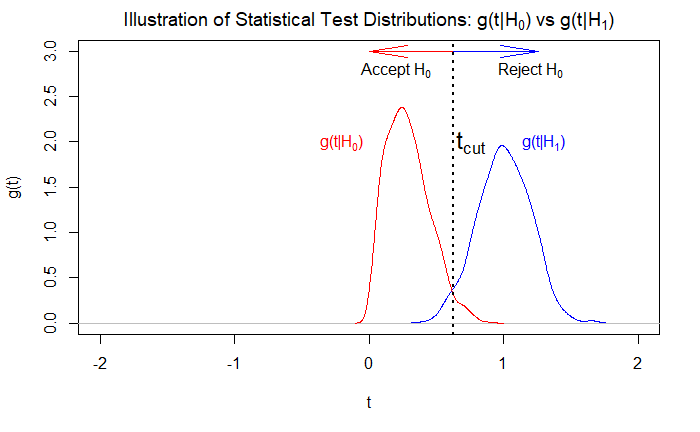 Illustration of Statistical Test Distributions: g(t|H₀) vs g(t|H₁)
3.0
Accept H₀
Reject H₀
2.5
2.0
g(t|H₀)
t_cut
g(t|H₁)
g(t)
1.5
1.0
0.5
0.0
-2
-1
0
1
2
t